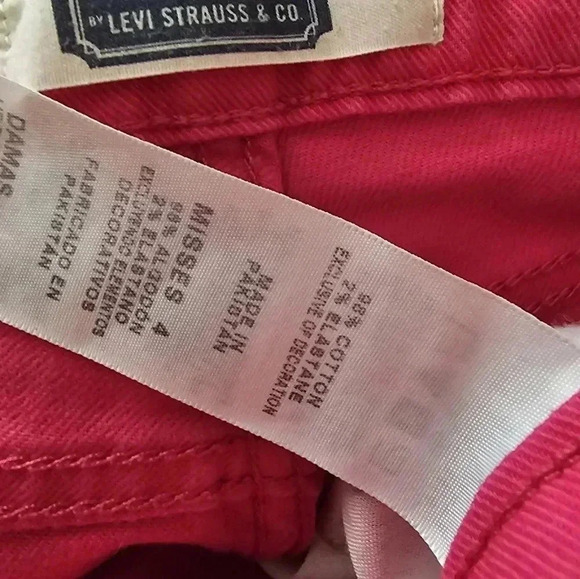 BY LEVI STRAUSS & CO.
98% COTTON
2% ELASTANE
EXCLUSIVE OF DECORATION
MADE IN
PAKISTAN
MISSES 4
98% ALGODON
2% ELASTANO
EXCLUYENDO ELEMENTOS
DECORATIVOS
FABRICADO EN
PAKISTAN
DAMAS